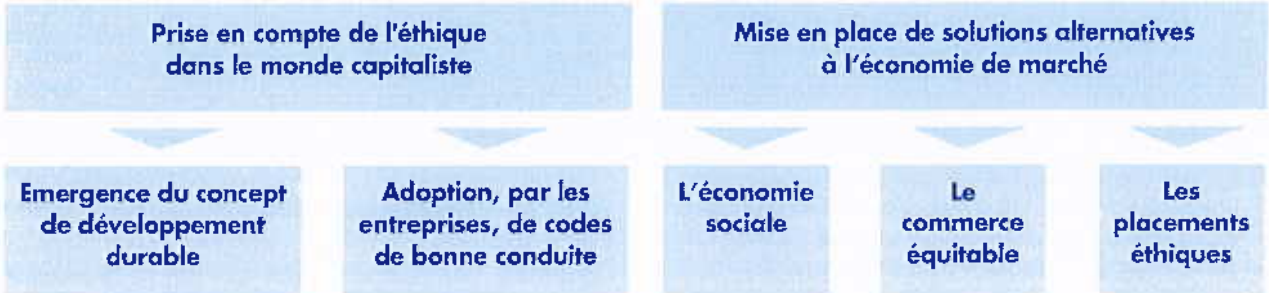 Prise en compte de l'éthique
dans le monde capitaliste
Mise en place de solutions alternatives
à l'économie de marché
Emergence du concept
de développement
durable
Adoption, par les
entreprises, de codes
de bonne conduite
L'économie
sociale
Le
commerce
équitable
Les
placements
éthiques